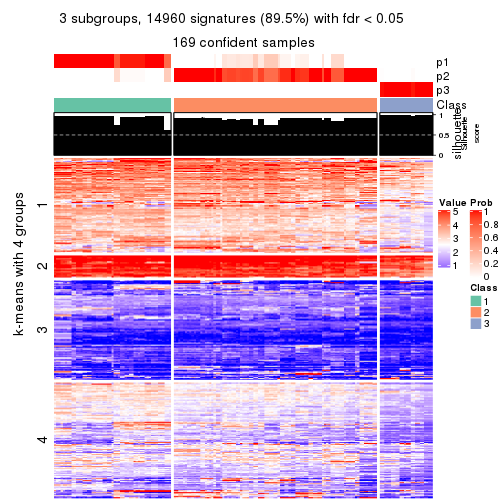 3 subgroups, 14960 signatures (89.5%) with fdr < 0.05
169 confident samples
p1
p2
p3
Class
1
0.5
0
silhouette
Silhouette
score
k-means with 4 groups
1
2
3
4
Value
5
4
3
2
1
Prob
1
0.8
0.6
0.4
0.2
0
Class
1
2
3